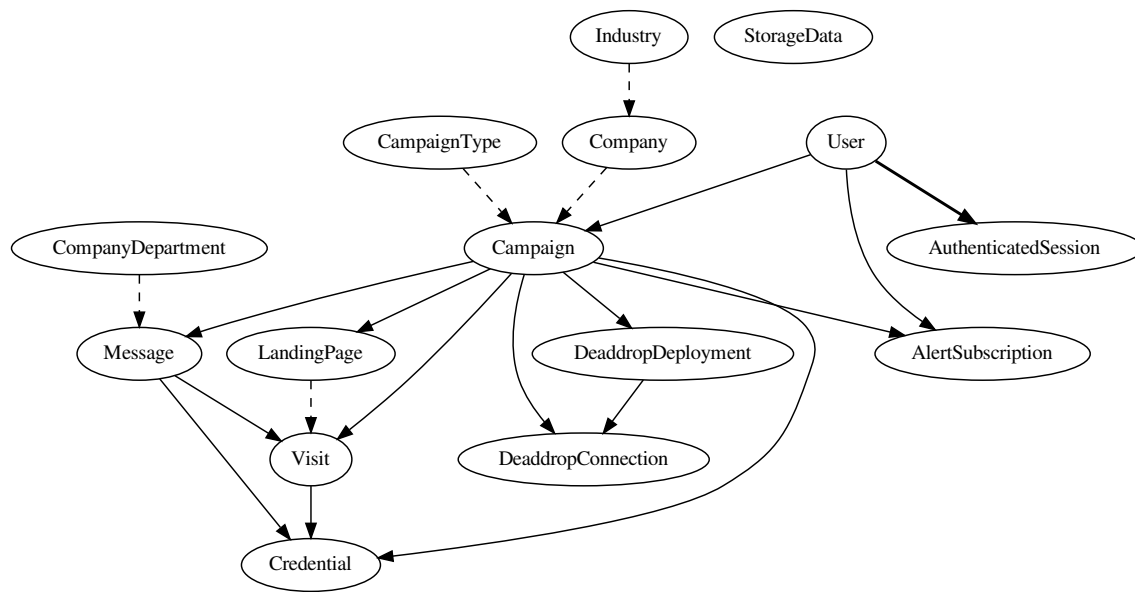 Industry
StorageData
CampaignType
Company
User
CompanyDepartment
Campaign
AuthenticatedSession
Message
LandingPage
DeaddropDeployment
AlertSubscription
Visit
DeaddropConnection
Credential